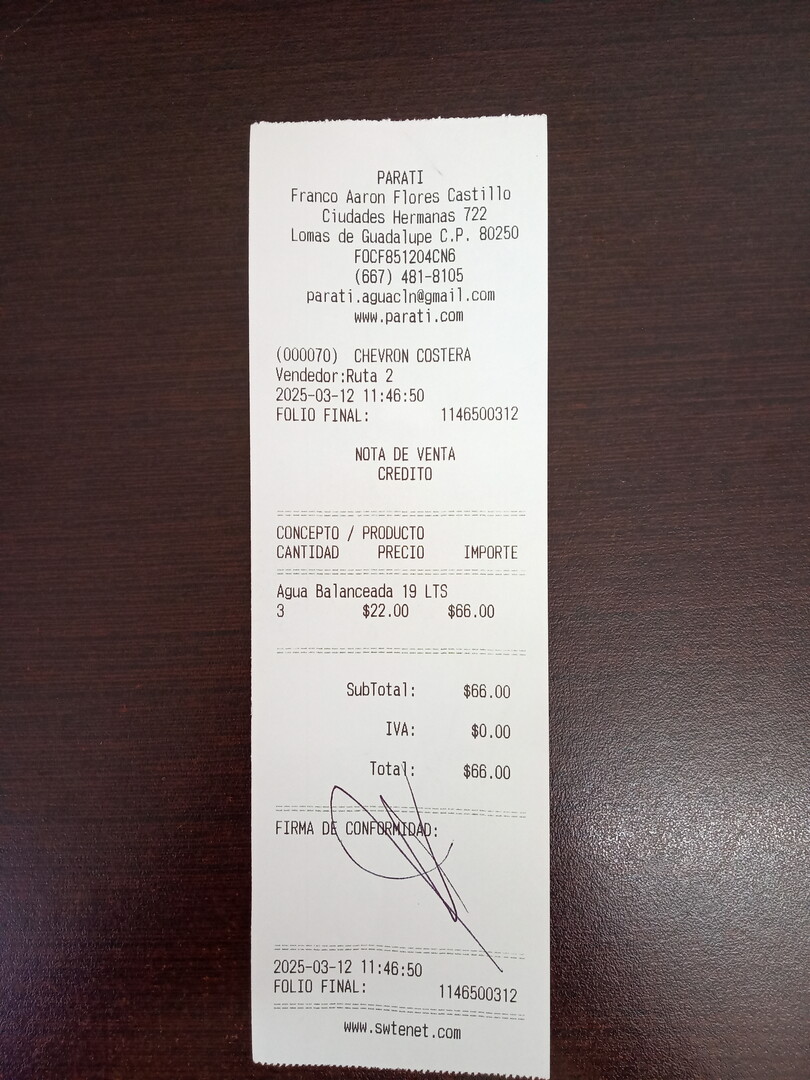 PARATI
Franco Aaron Flores Castillo
Ciudades Hermanas 722
Lomas de Guadalupe C.P. 80250
FOCF851204CN6
(667) 481-8105
parati.aguacln@gmail.com
www.parati.com
(000070) CHEVRON COSTERA
Vendedor:Ruta 2
2025-03-12 11:46:50
FOLIO FINAL: 1146500312
NOTA DE VENTA
CREDITO
CONCEPTO / PRODUCTO
CANTIDAD PRECIO IMPORTE
Agua Balanceada 19 LTS
3 $22.00 $66.00
SubTotal: $66.00
IVA: $0.00
Total: $66.00
FIRMA DE CONFORMIDAD:
2025-03-12 11:46:50
FOLIO FINAL: 1146500312
www.swtenet.com